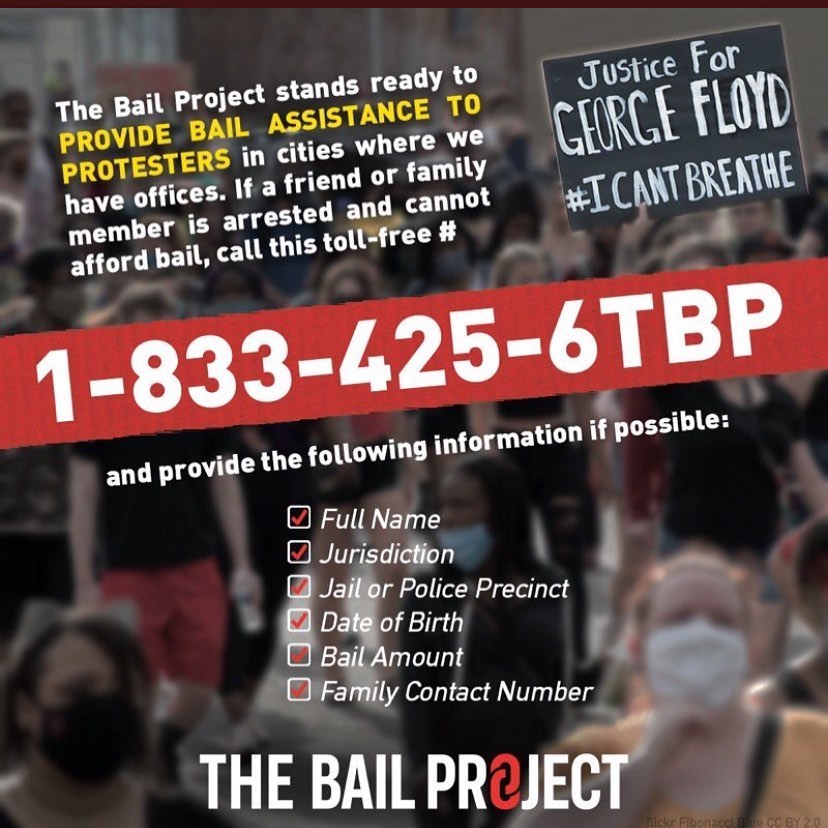 The Bail Project stands ready to
PROVIDE BAIL ASSISTANCE TO
PROTESTERS in cities where we
have offices. If a friend or family
member is arrested and cannot
afford bail, call this toll-free #
Justice For
GEORGE FLOYD
#ICANTBREATHE
1-833-425-6TBP
and provide the following information if possible:
Full Name
Jurisdiction
Jail or Police Precinct
Date of Birth
Bail Amount
Family Contact Number
THE BAIL PROJECT
flickr Fibonacci Blue CC BY 2.0